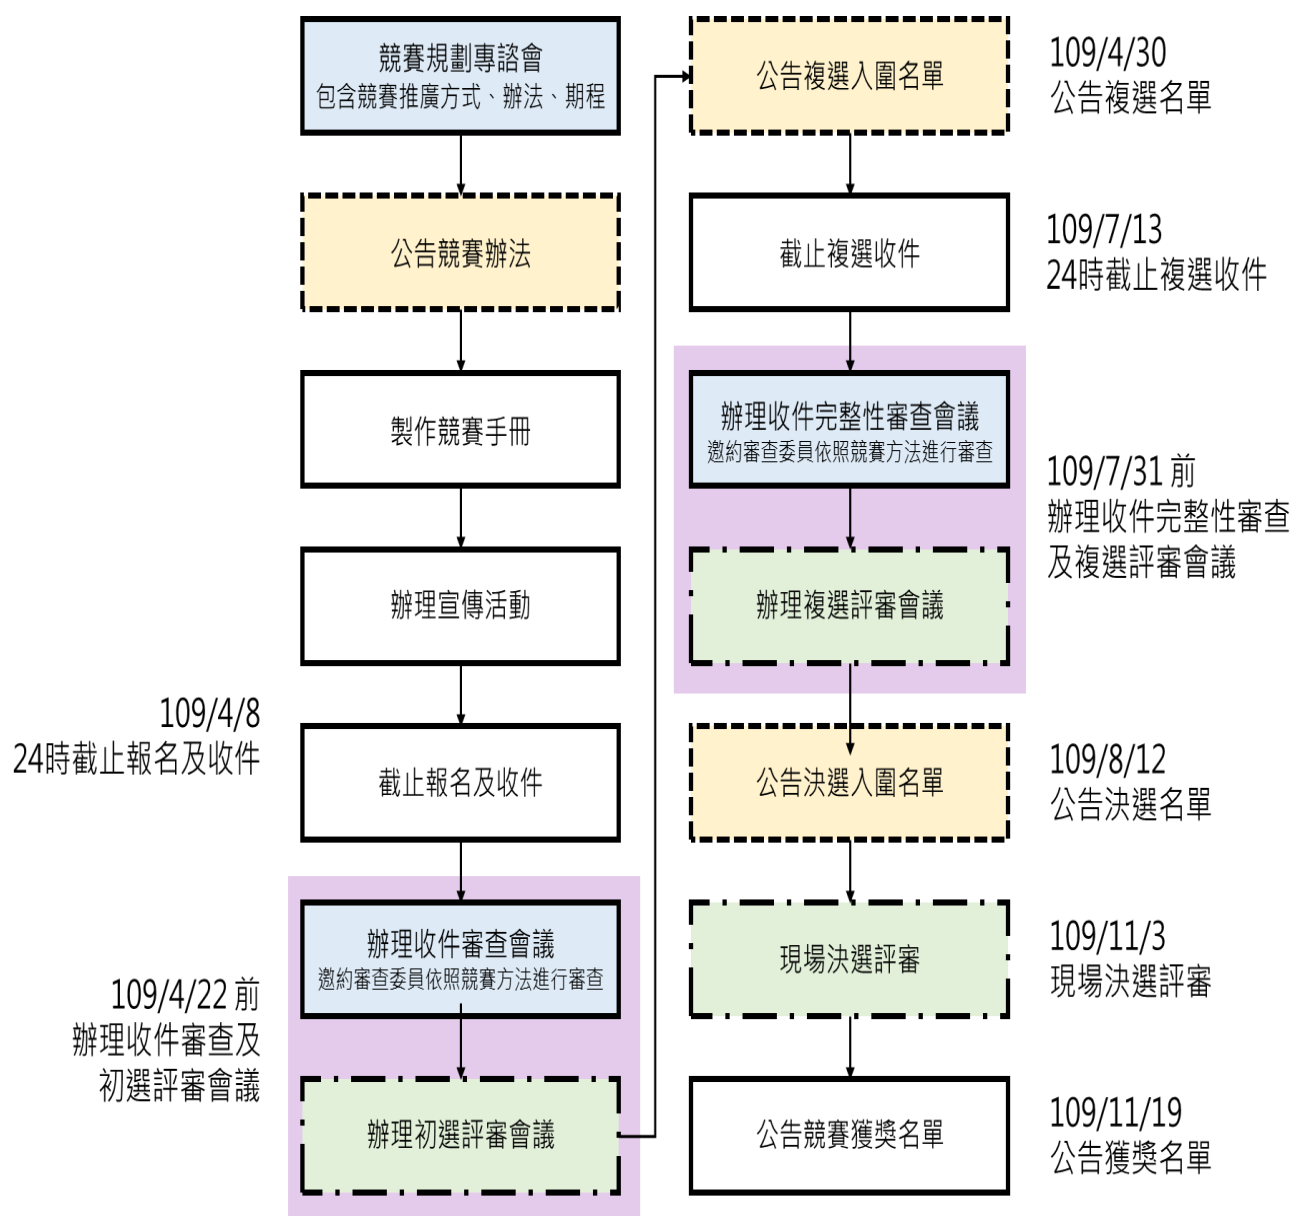 競賽規劃專諮會
包含競賽推廣方式、辦法、期程
公告競賽辦法
製作競賽手冊
辦理宣傳活動
109/4/8
24時截止報名及收件
截止報名及收件
辦理收件審查會議
邀約審查委員依照競賽方法進行審查
109/4/22 前
辦理收件審查及
初選評審會議
辦理初選評審會議
公告複選入圍名單
109/4/30
公告複選名單
截止複選收件
109/7/13
24時截止複選收件
辦理收件完整性審查會議
邀約審查委員依照競賽方法進行審查
109/7/31 前
辦理收件完整性審查
及複選評審會議
辦理複選評審會議
公告決選入圍名單
109/8/12
公告決選名單
現場決選評審
109/11/3
現場決選評審
公告競賽獲獎名單
109/11/19
公告獲獎名單